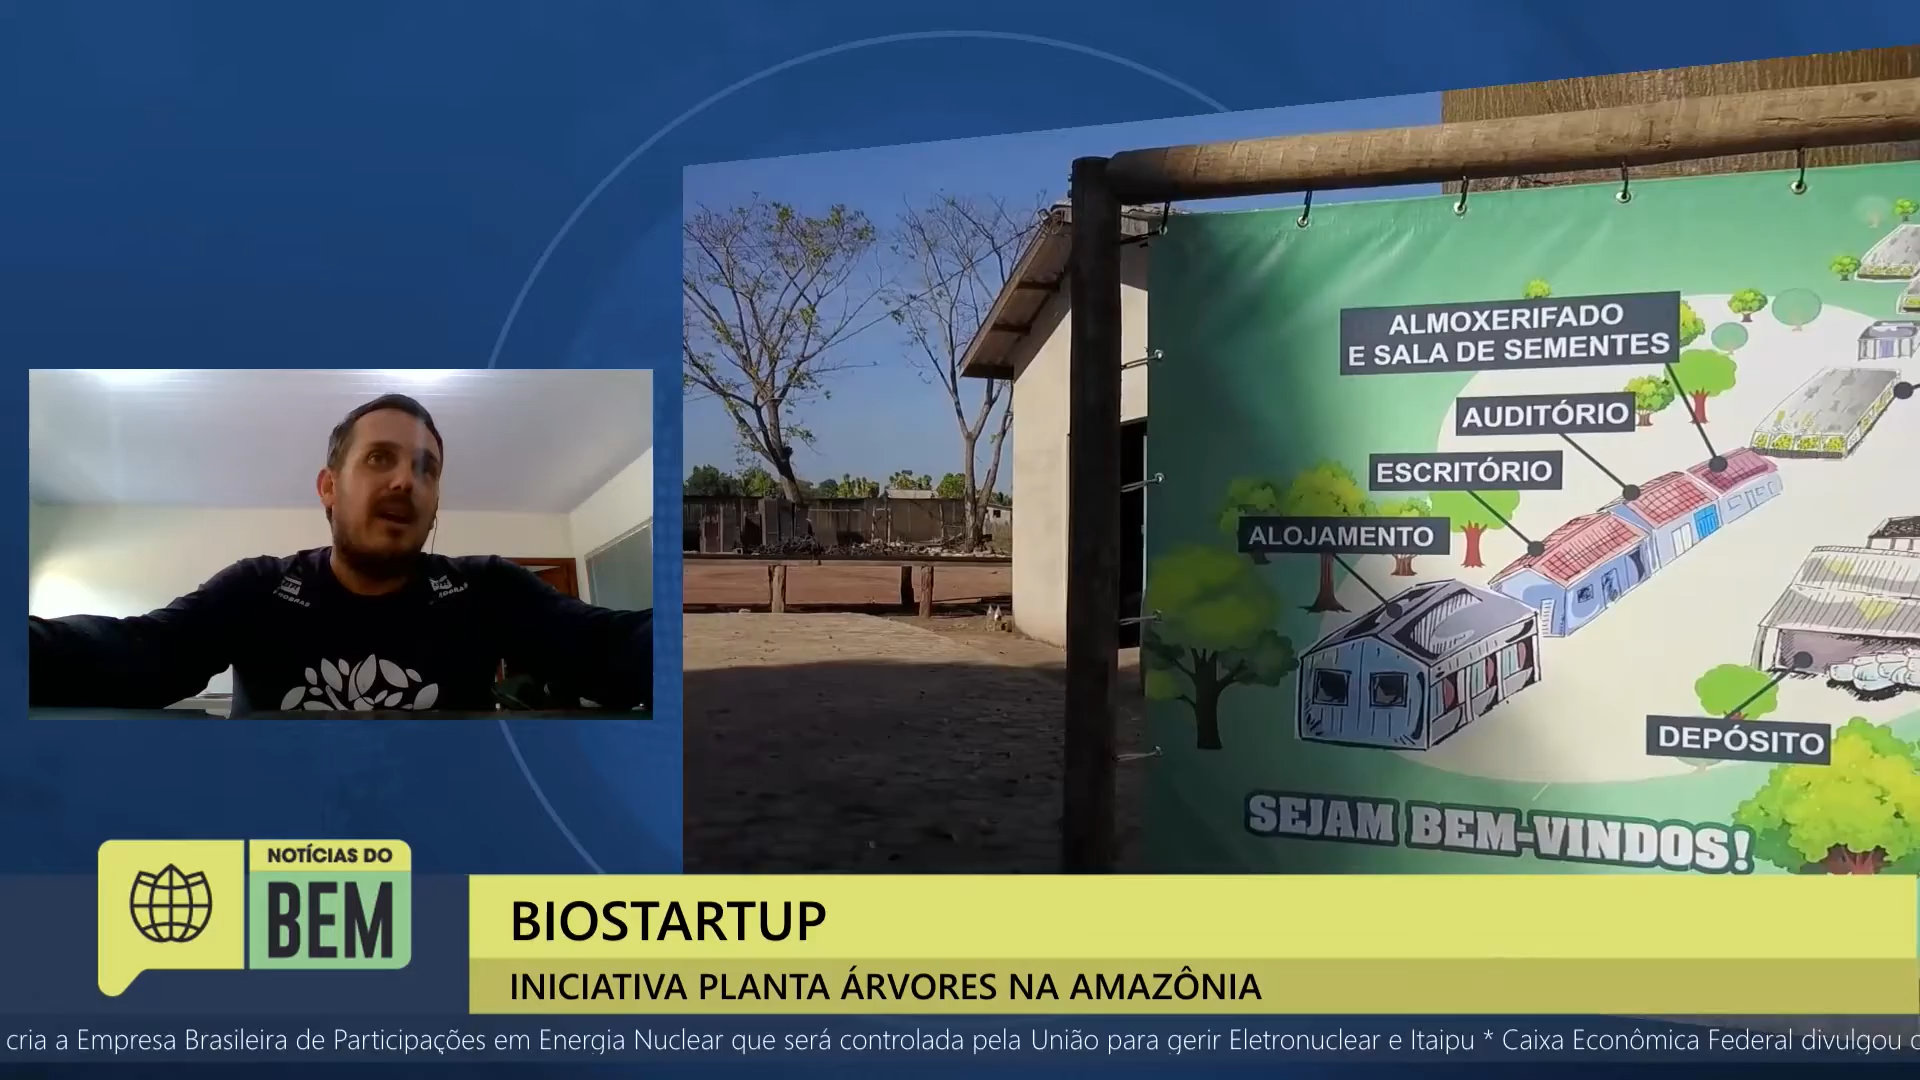 ALMOXERIFADO
E SALA DE SEMENTES
AUDITÓRIO
ESCRITÓRIO
ALOJAMENTO
DEPÓSITO
SEJAM BEM-VINDOS!
NOTÍCIAS DO
BEM
BIOSTARTUP
INICIATIVA PLANTA ÁRVORES NA AMAZÔNIA
cria a Empresa Brasileira de Participações em Energia Nuclear que será controlada pela União para gerir Eletronuclear e Itaipu * Caixa Econômica Federal divulgou